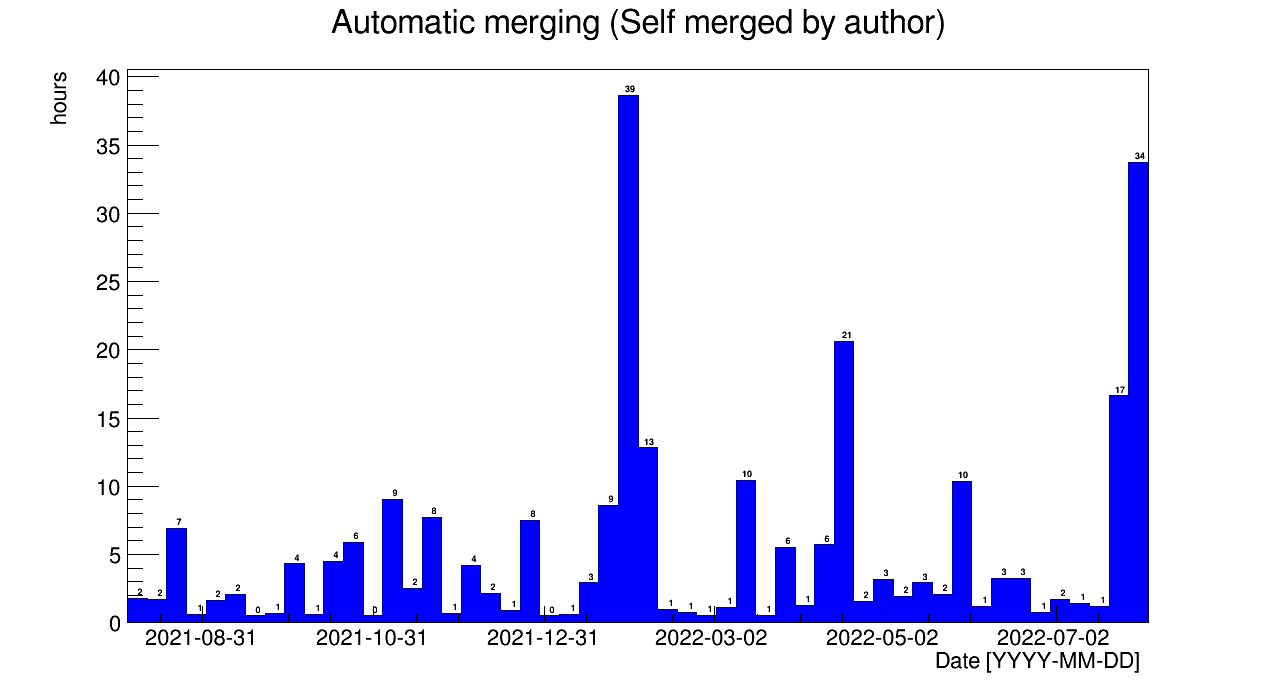 Automatic merging (Self merged by author)
hours
40
35
30
25
20
15
10
5
0
2 2 7 1 2 2 0 1 4 1 4 6 0 9 2 8 1 4 2 1 8 0 1 3 9 39 13 1 1 1 1 10 1 6 1 6 21 2 3 2 3 2 10 1 3 3 1 2 1 1 17 34
2021-08-31 2021-10-31 2021-12-31 2022-03-02 2022-05-02 2022-07-02
Date [YYYY-MM-DD]